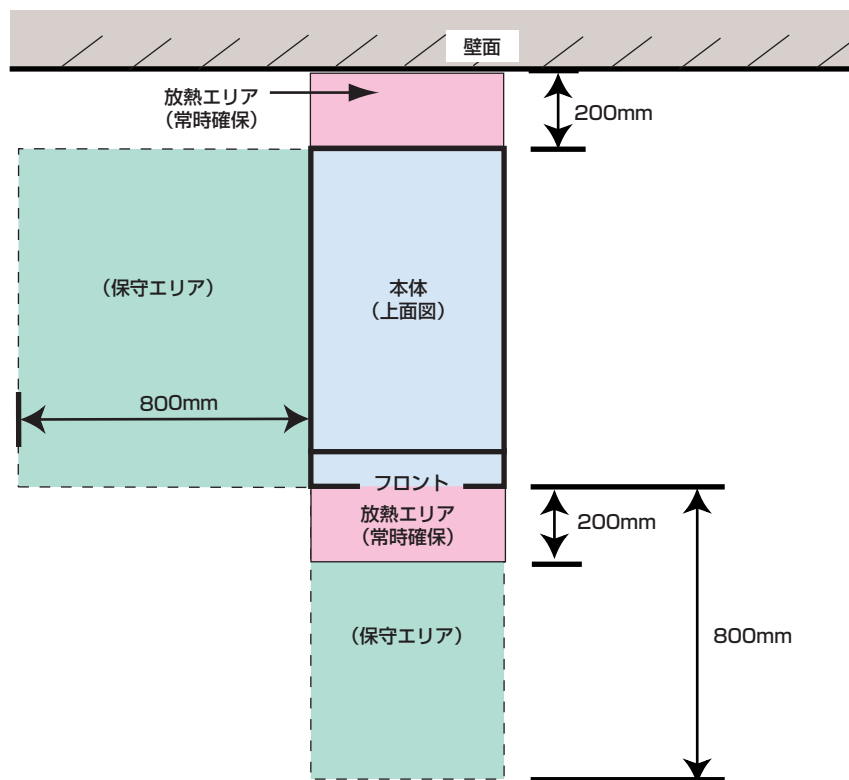 壁面
放熱エリア
（常時確保）
200mm
（保守エリア）
本体
（上面図）
800mm
フロント
放熱エリア
（常時確保）
200mm
（保守エリア）
800mm